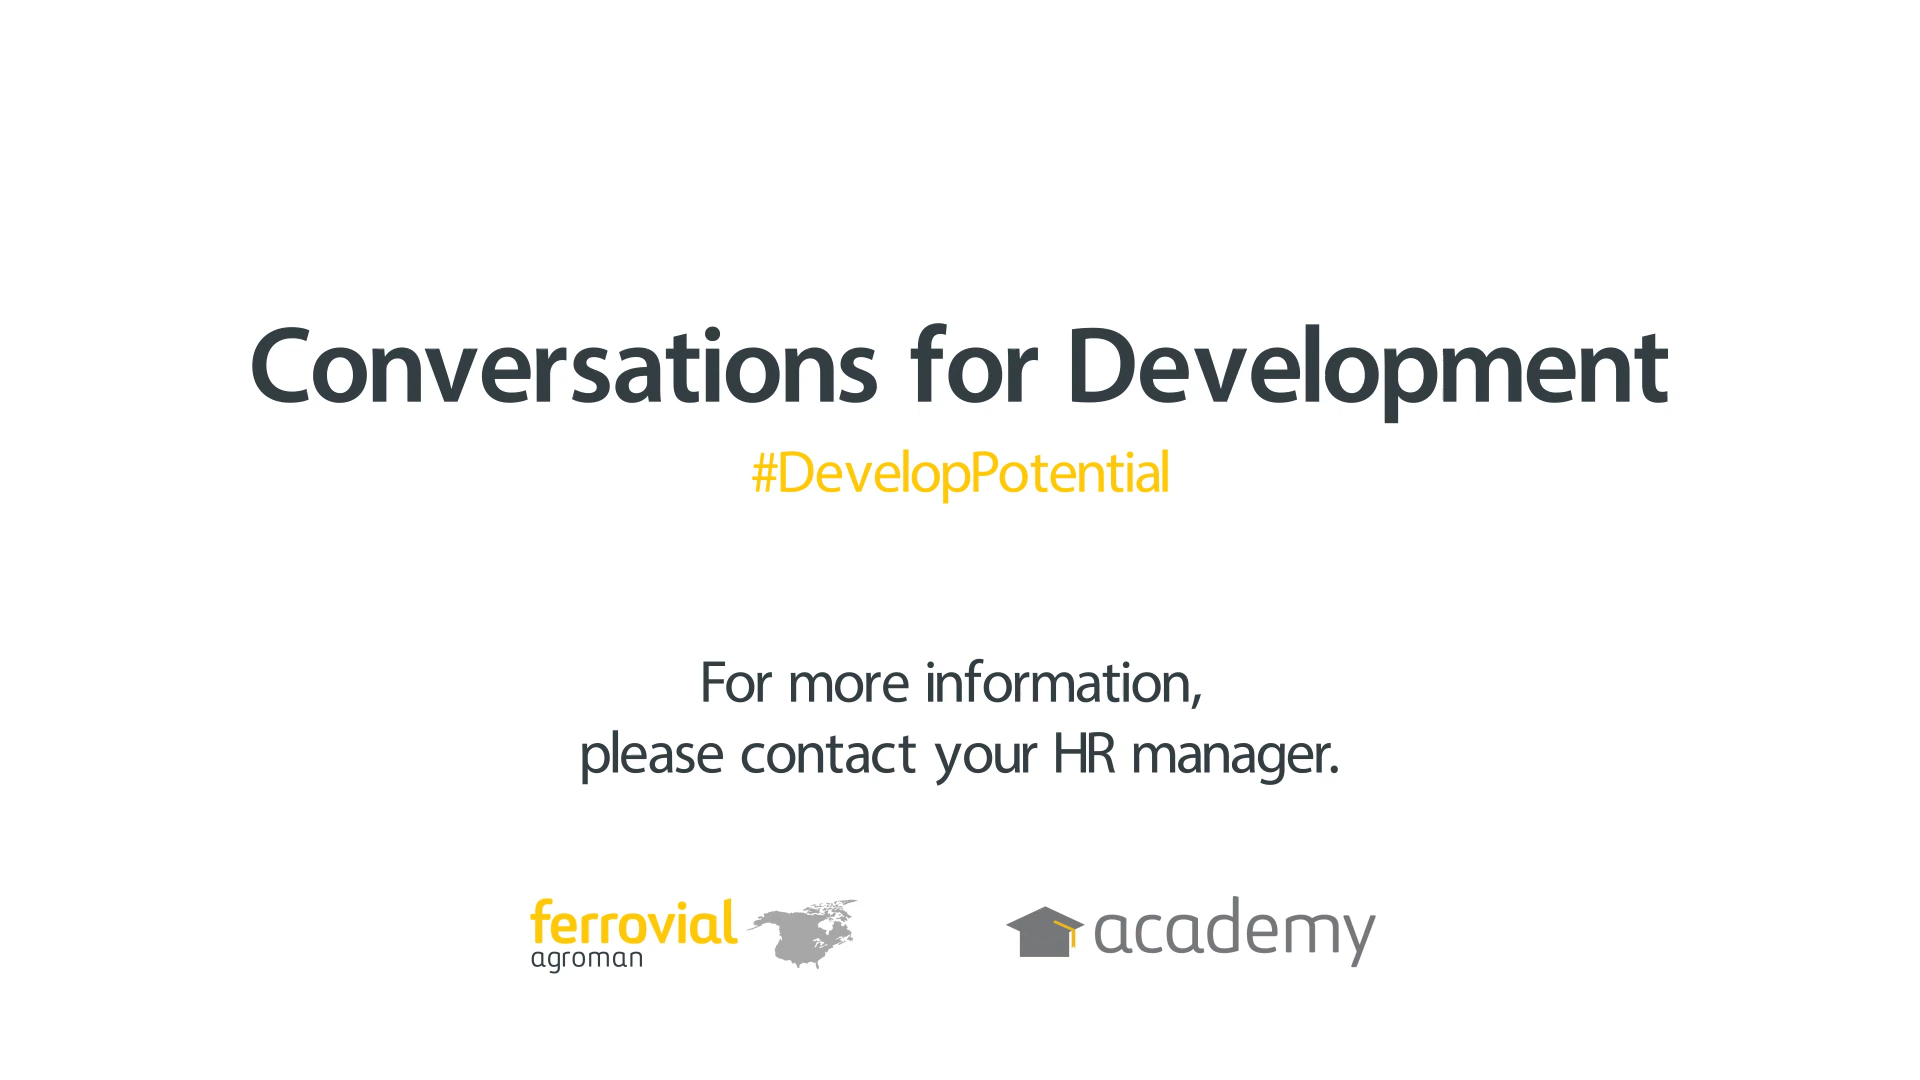 Conversations for Development
#DevelopPotential
For more information,
please contact your HR manager.
ferrovial
agroman
academy